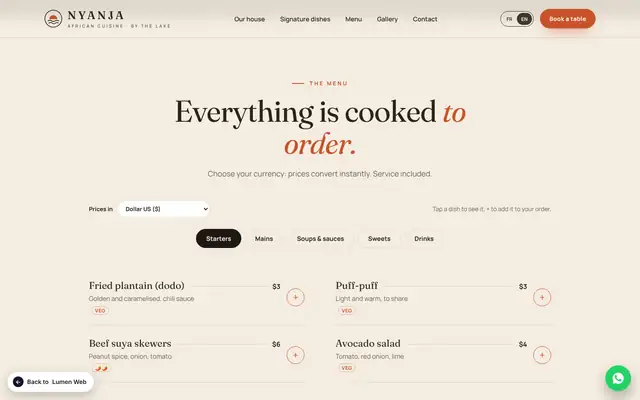 NYANJA
AFRICAN CUISINE · BY THE LAKE
Our house
Signature dishes
Menu
Gallery
Contact
FR
EN
Book a table
THE MENU
Everything is cooked to
order.
Choose your currency: prices convert instantly. Service included.
Prices in
Dollar US ($)
Tap a dish to see it, + to add it to your order.
Starters
Mains
Soups & sauces
Sweets
Drinks
Fried plantain (dodo) $3
Golden and caramelised, chili sauce
VEG
+
Puff-puff $3
Light and warm, to share
VEG
+
Beef suya skewers $6
Peanut spice, onion, tomato
+
Avocado salad $4
Tomato, red onion, lime
VEG
+
Back to Lumen Web